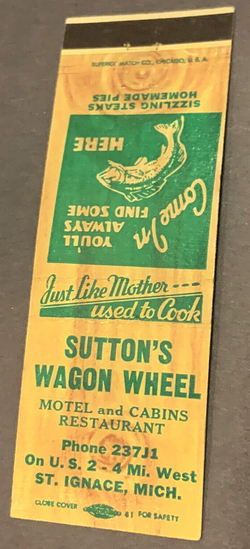 SUPERIOR MATCH CO., CHICAGO, U.S.A.
SIZZLING STEAKS
HOMEMADE PIES
Come In
YOU'LL
ALWAYS
FIND SOME
HERE
Just Like Mother ---
used to Cook
SUTTON'S
WAGON WHEEL
MOTEL and CABINS
RESTAURANT
Phone 237J1
On U. S. 2 - 4 Mi. West
ST. IGNACE, MICH.
CLOSE COVER 61 FOR SAFETY